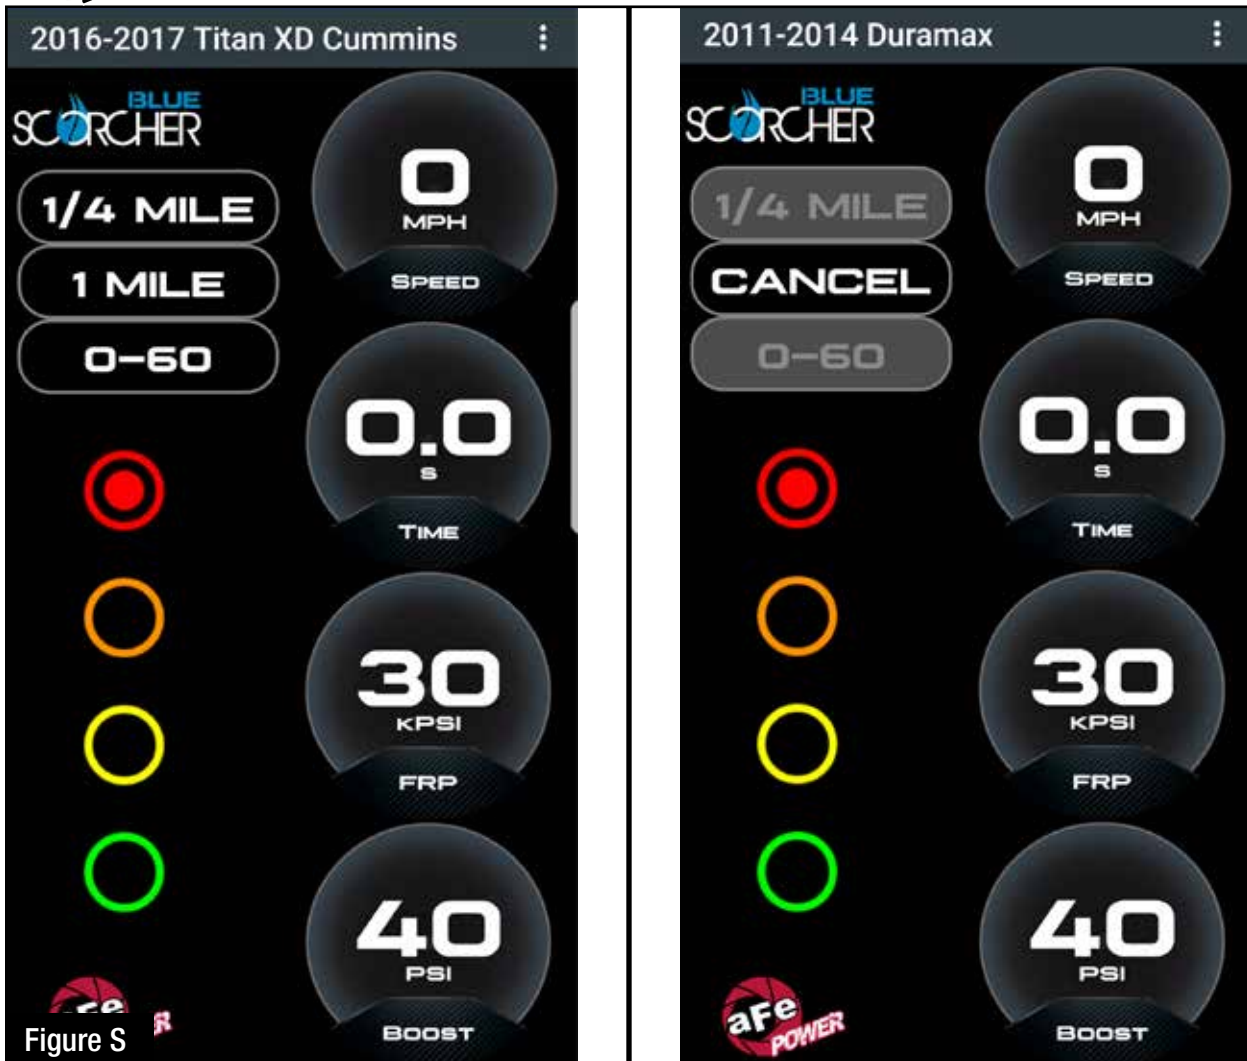 2016-2017 Titan XD Cummins
BLUE
SCORCHER
1/4 MILE
1 MILE
0-60
0
MPH
SPEED
0.0
S
TIME
30
KPSI
FRP
40
PSI
BOOST
aFe
Figure S
2011-2014 Duramax
BLUE
SCORCHER
1/4 MILE
CANCEL
0-60
0
MPH
SPEED
0.0
S
TIME
30
KPSI
FRP
40
PSI
BOOST
aFe
POWER